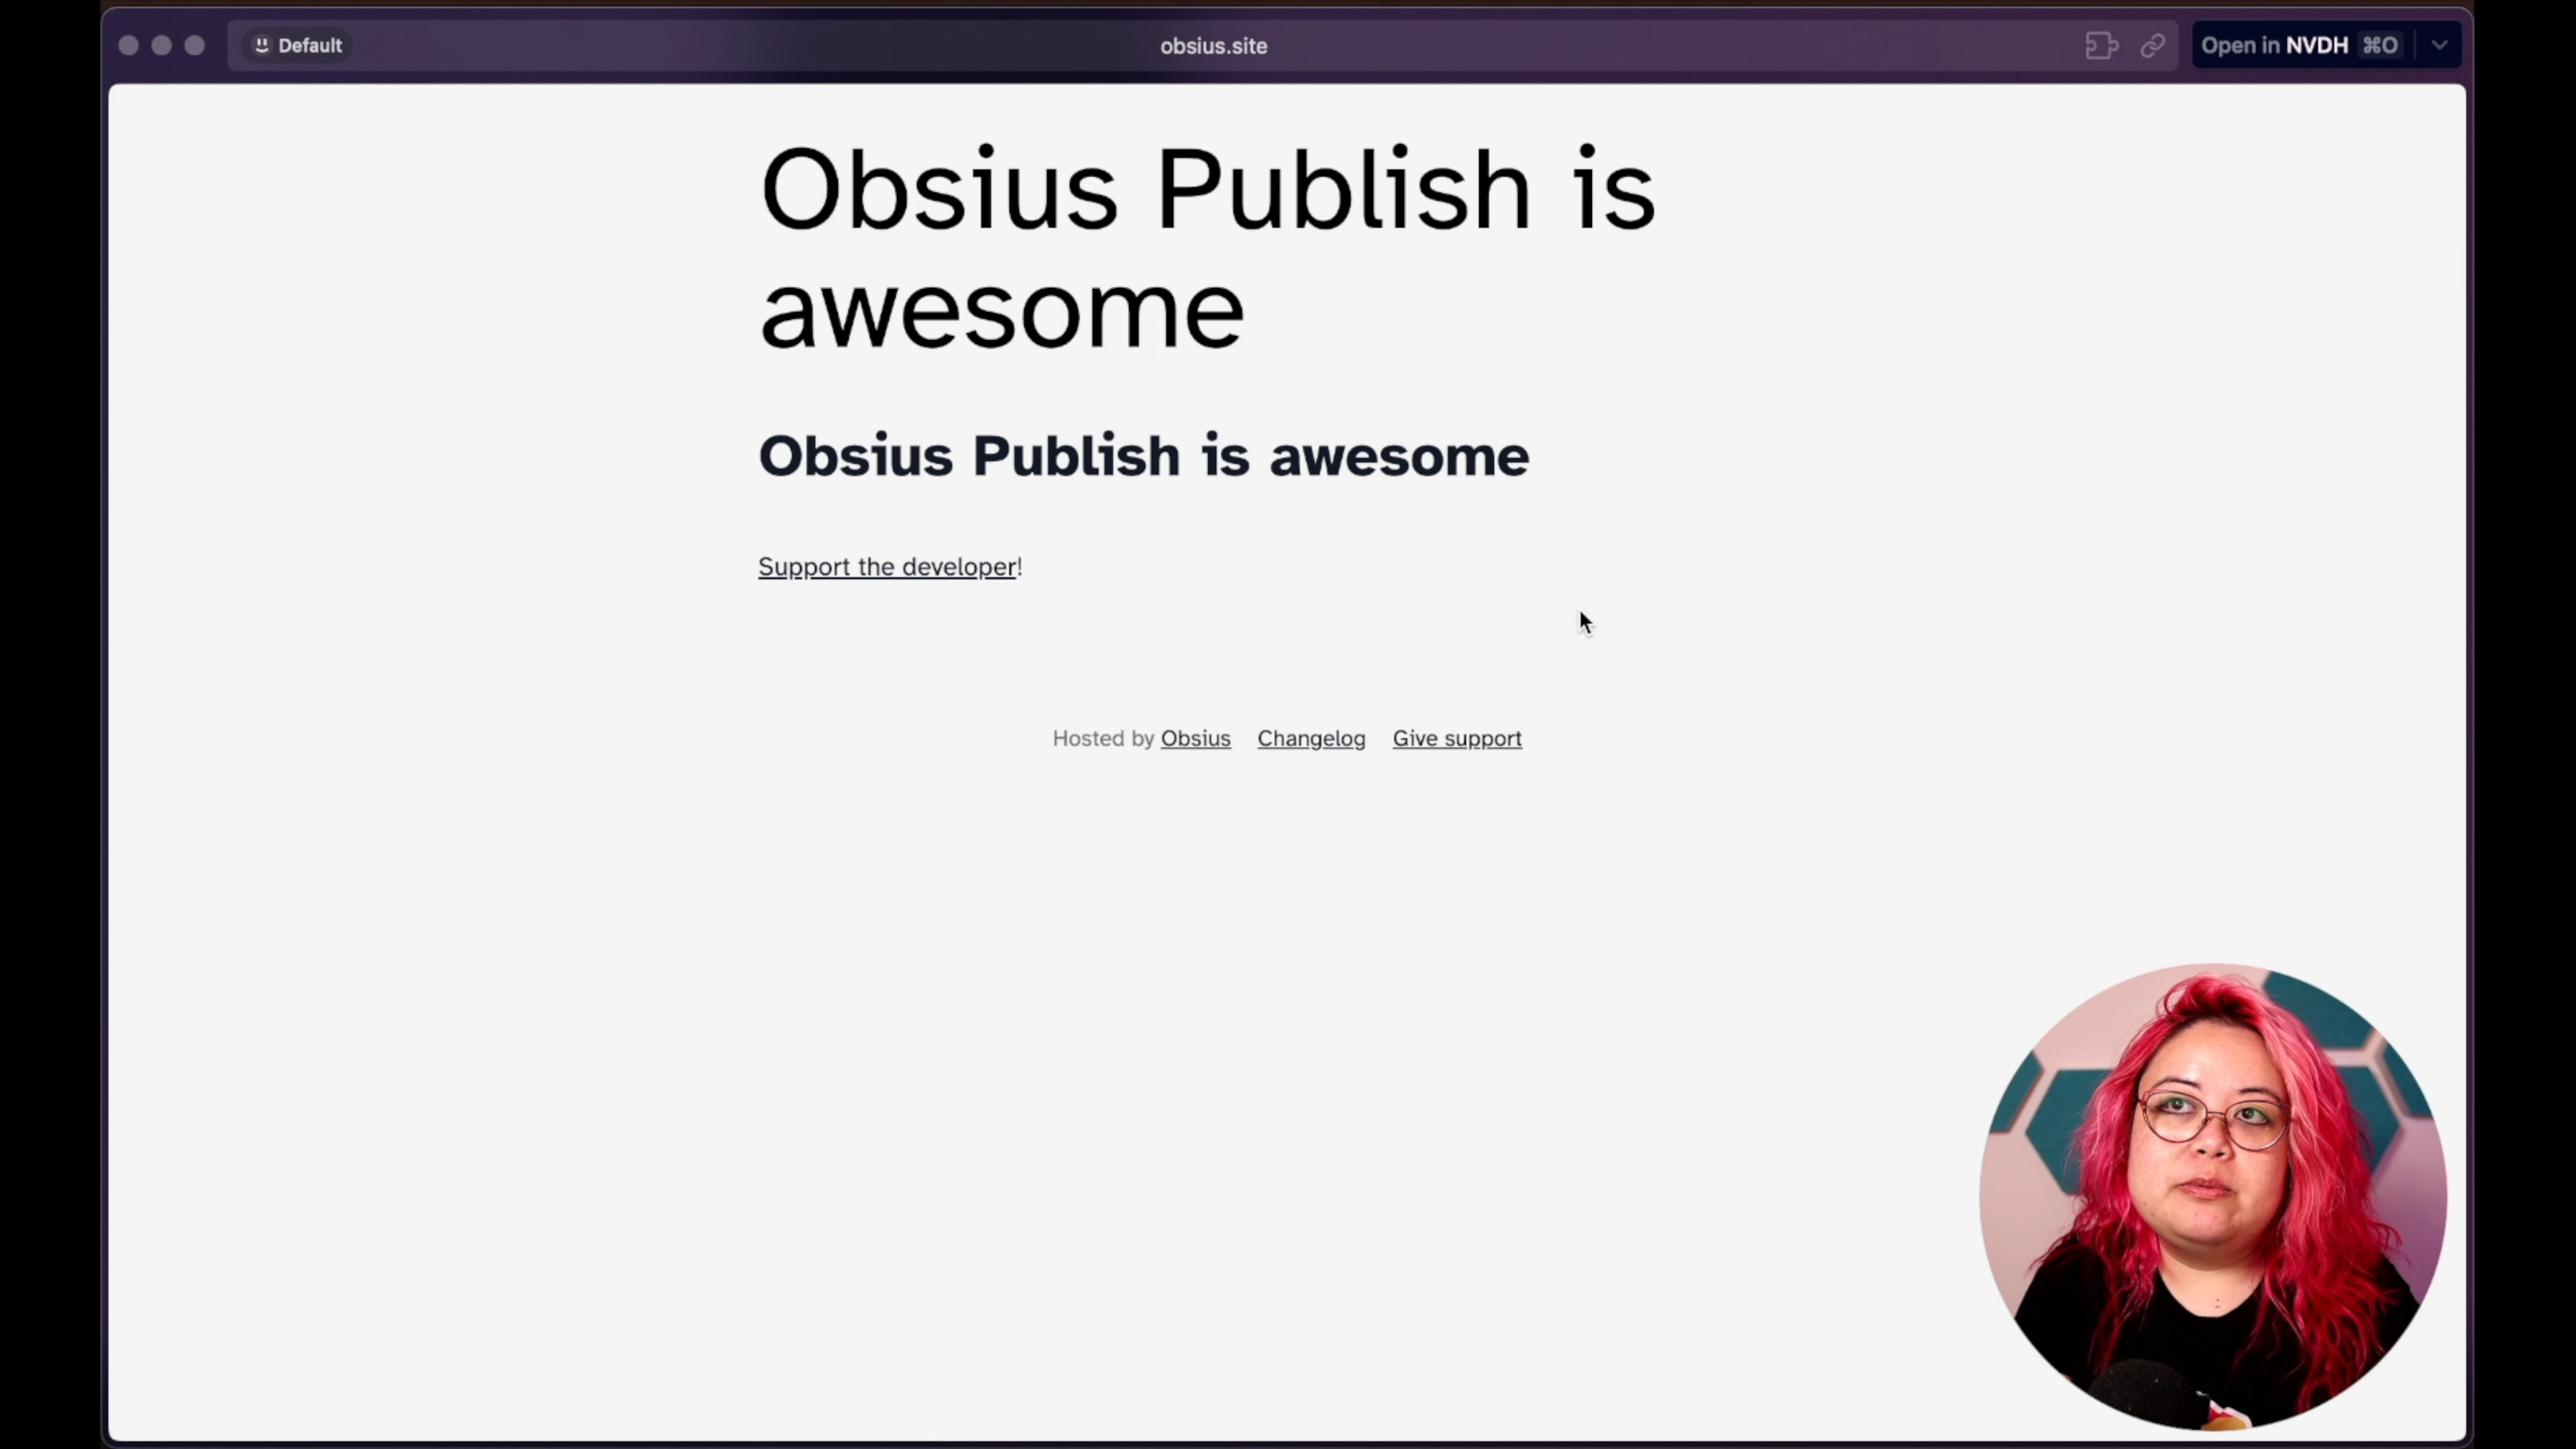 Default
obsius.site
Open in NVDH ⌘O
Obsius Publish is
awesome
Obsius Publish is awesome
Support the developer!
Hosted by Obsius Changelog Give support